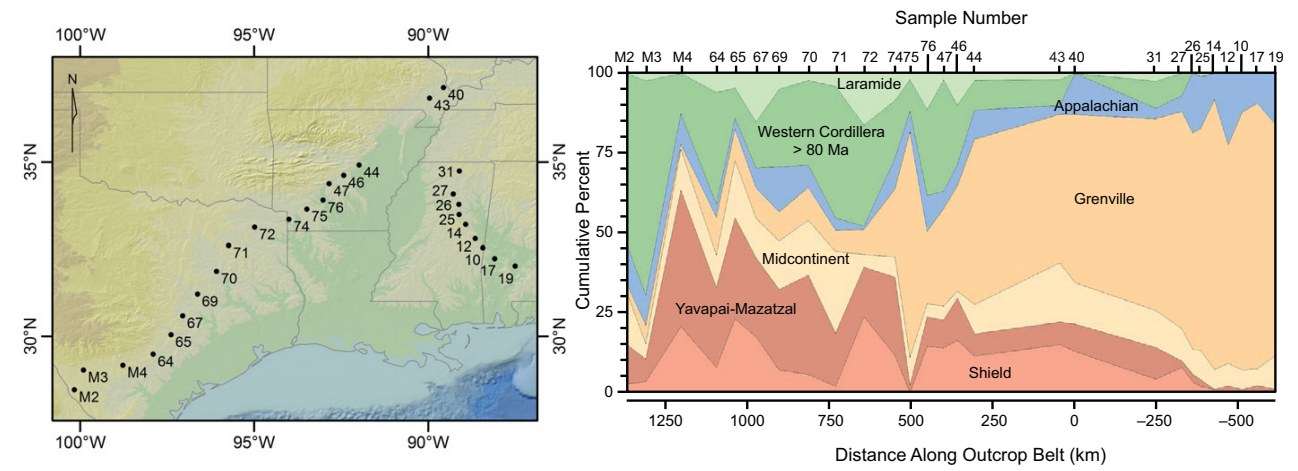 100°W 95°W 90°W
N
35°N 35°N
30°N 30°N
40
43
44
31
46
47
27
76
26
75
25
74
14
72
12
71
10
70
17
19
69
67
65
64
M4
M3
M2
100°W 95°W 90°W
Sample Number
M2 M3 M4 64 65 67 69 70 71 72 74 75 76 47 46 44 43 40 31 27 26 25 14 12 10 17 19
Cumulative Percent
100
75
50
25
0
Laramide
Western Cordillera
> 80 Ma
Appalachian
Grenville
Midcontinent
Yavapai-Mazatzal
Shield
1250 1000 750 500 250 0 −250 −500
Distance Along Outcrop Belt (km)